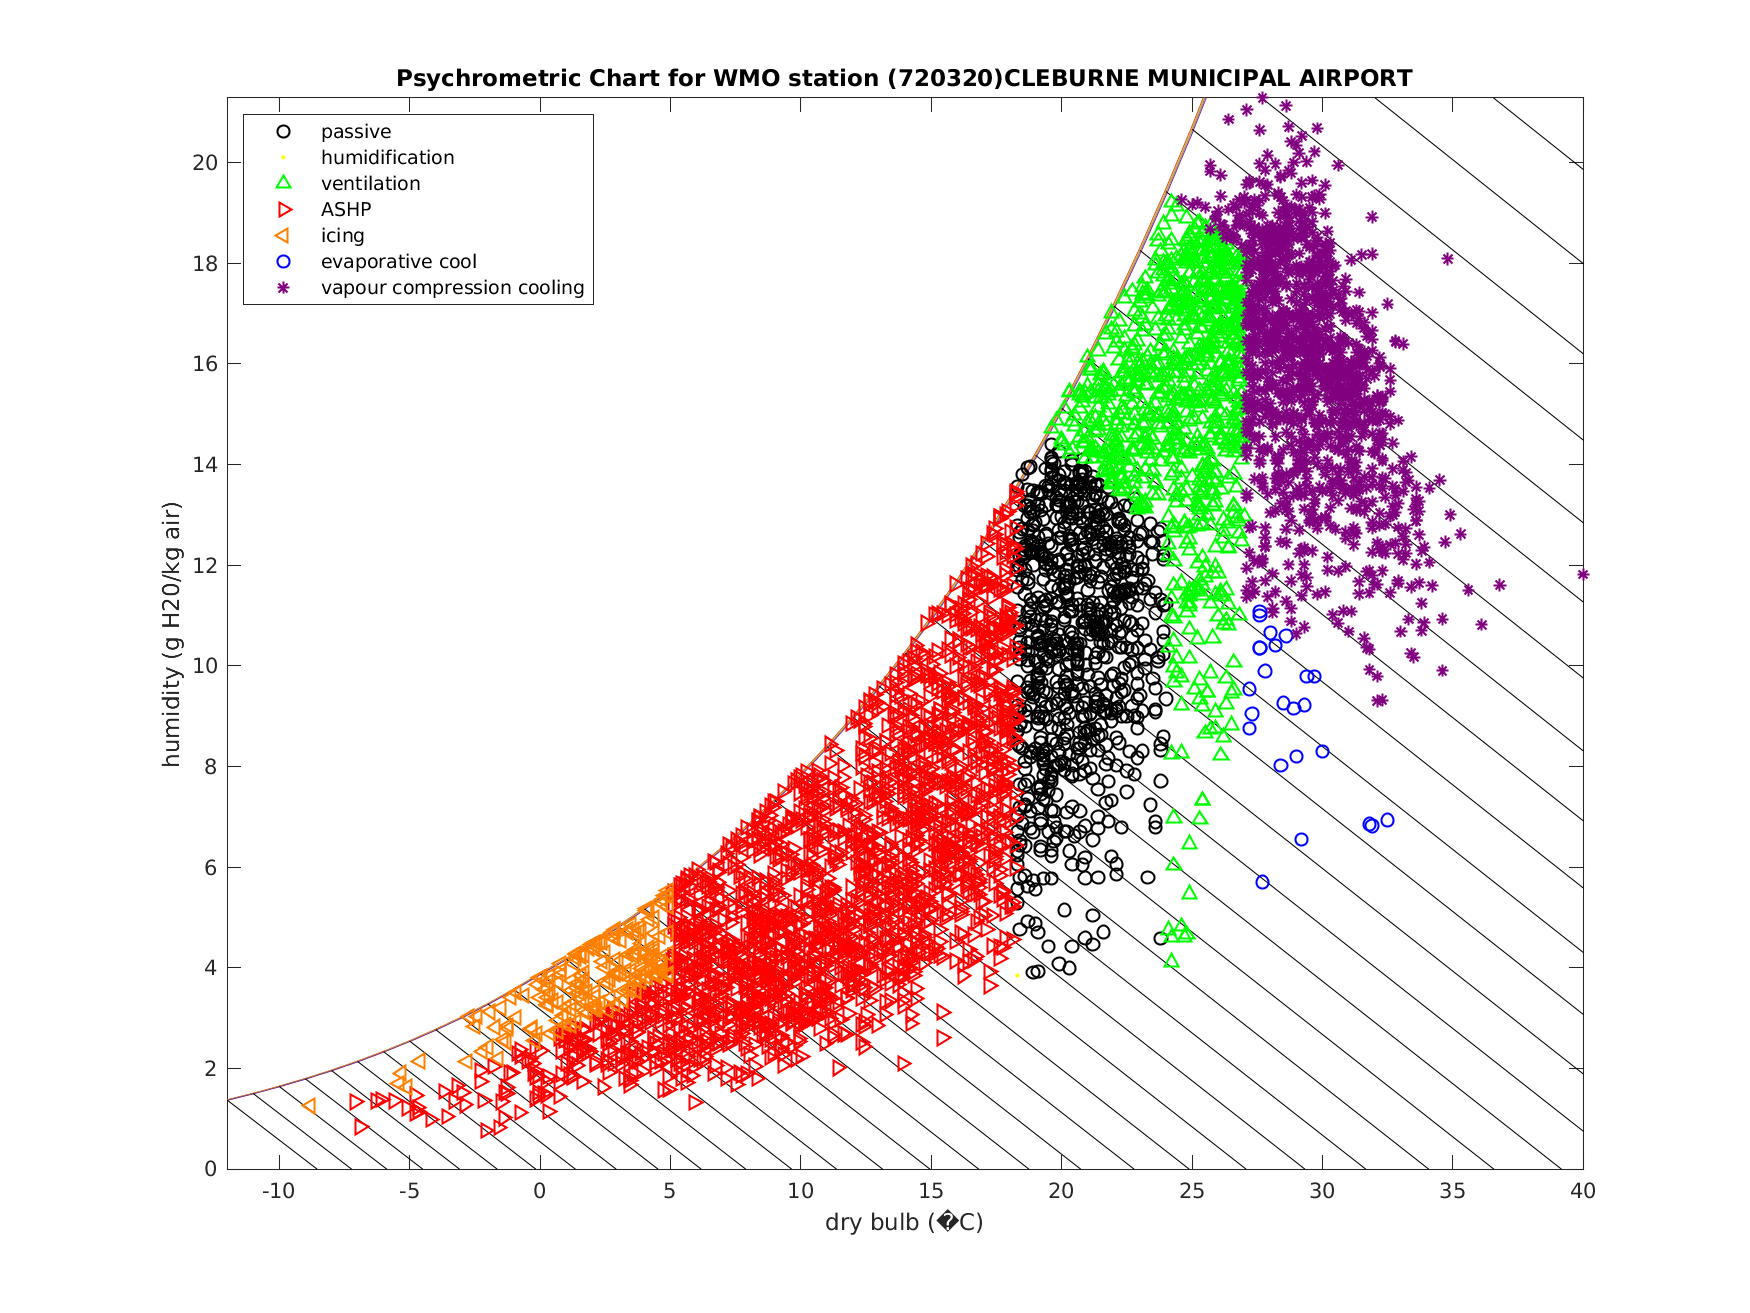 Psychrometric Chart for WMO station (720320)CLEBURNE MUNICIPAL AIRPORT
passive
humidification
ventilation
ASHP
icing
evaporative cool
vapour compression cooling
humidity (g H20/kg air)
20
18
16
14
12
10
8
6
4
2
0
-10 -5 0 5 10 15 20 25 30 35 40
dry bulb (�C)